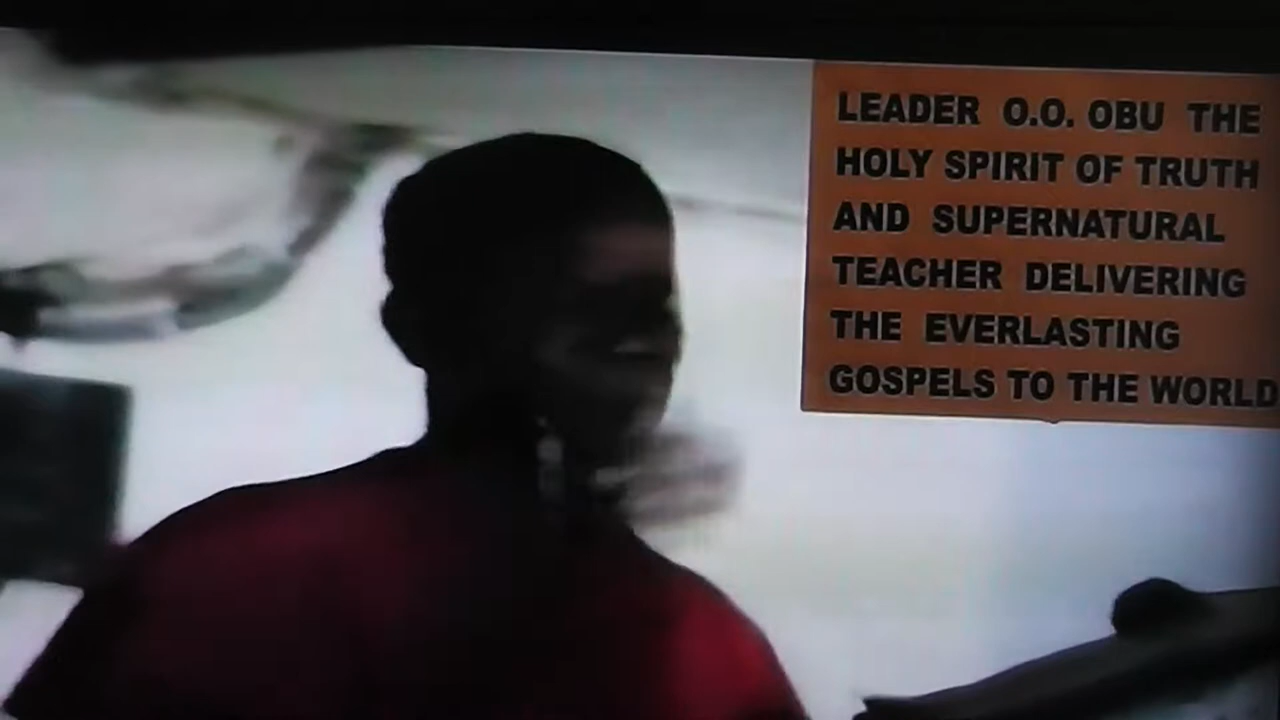 LEADER O.O. OBU THE
HOLY SPIRIT OF TRUTH
AND SUPERNATURAL
TEACHER DELIVERING
THE EVERLASTING
GOSPELS TO THE WORLD